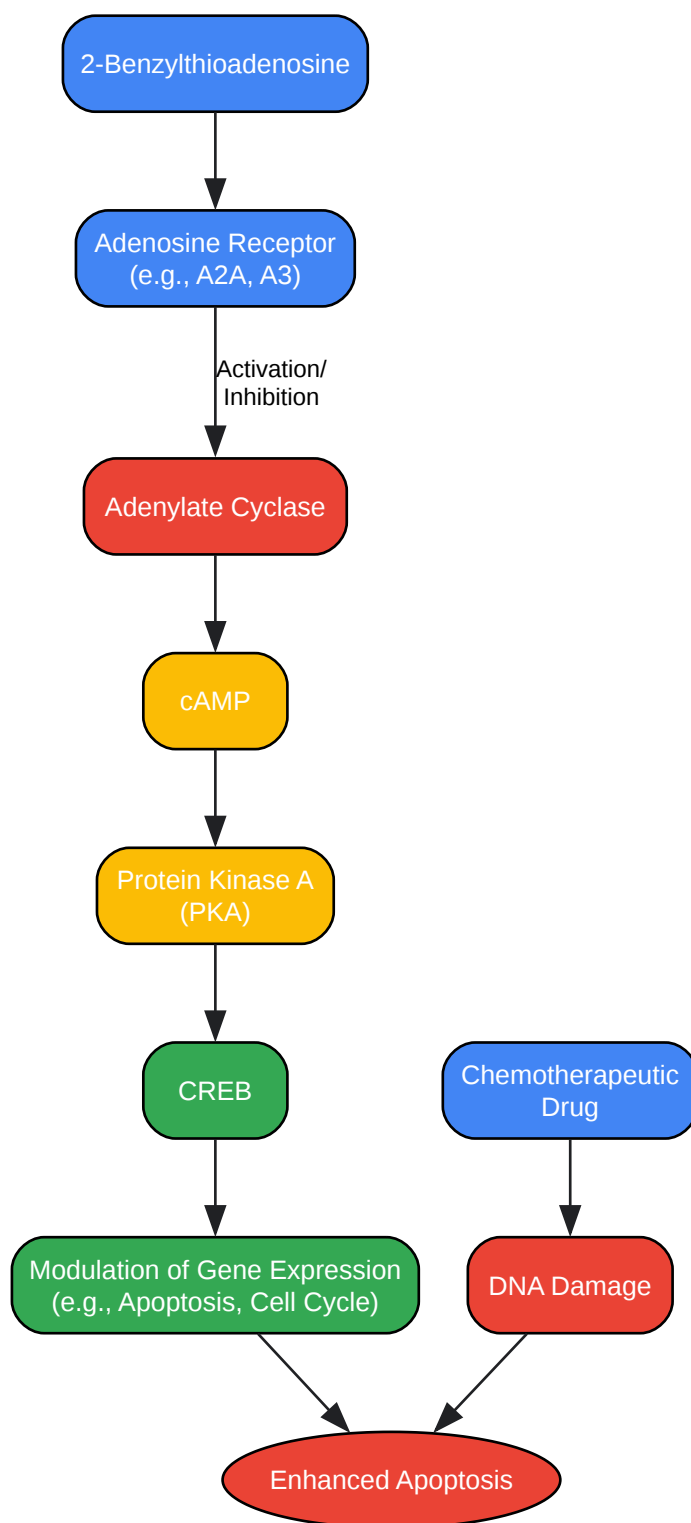 2-Benzylthioadenosine
Adenosine Receptor
(e.g., A2A, A3)
Activation/
Inhibition
Adenylate Cyclase
cAMP
Protein Kinase A
(PKA)
CREB
Chemotherapeutic
Drug
Modulation of Gene Expression
(e.g., Apoptosis, Cell Cycle)
DNA Damage
Enhanced Apoptosis